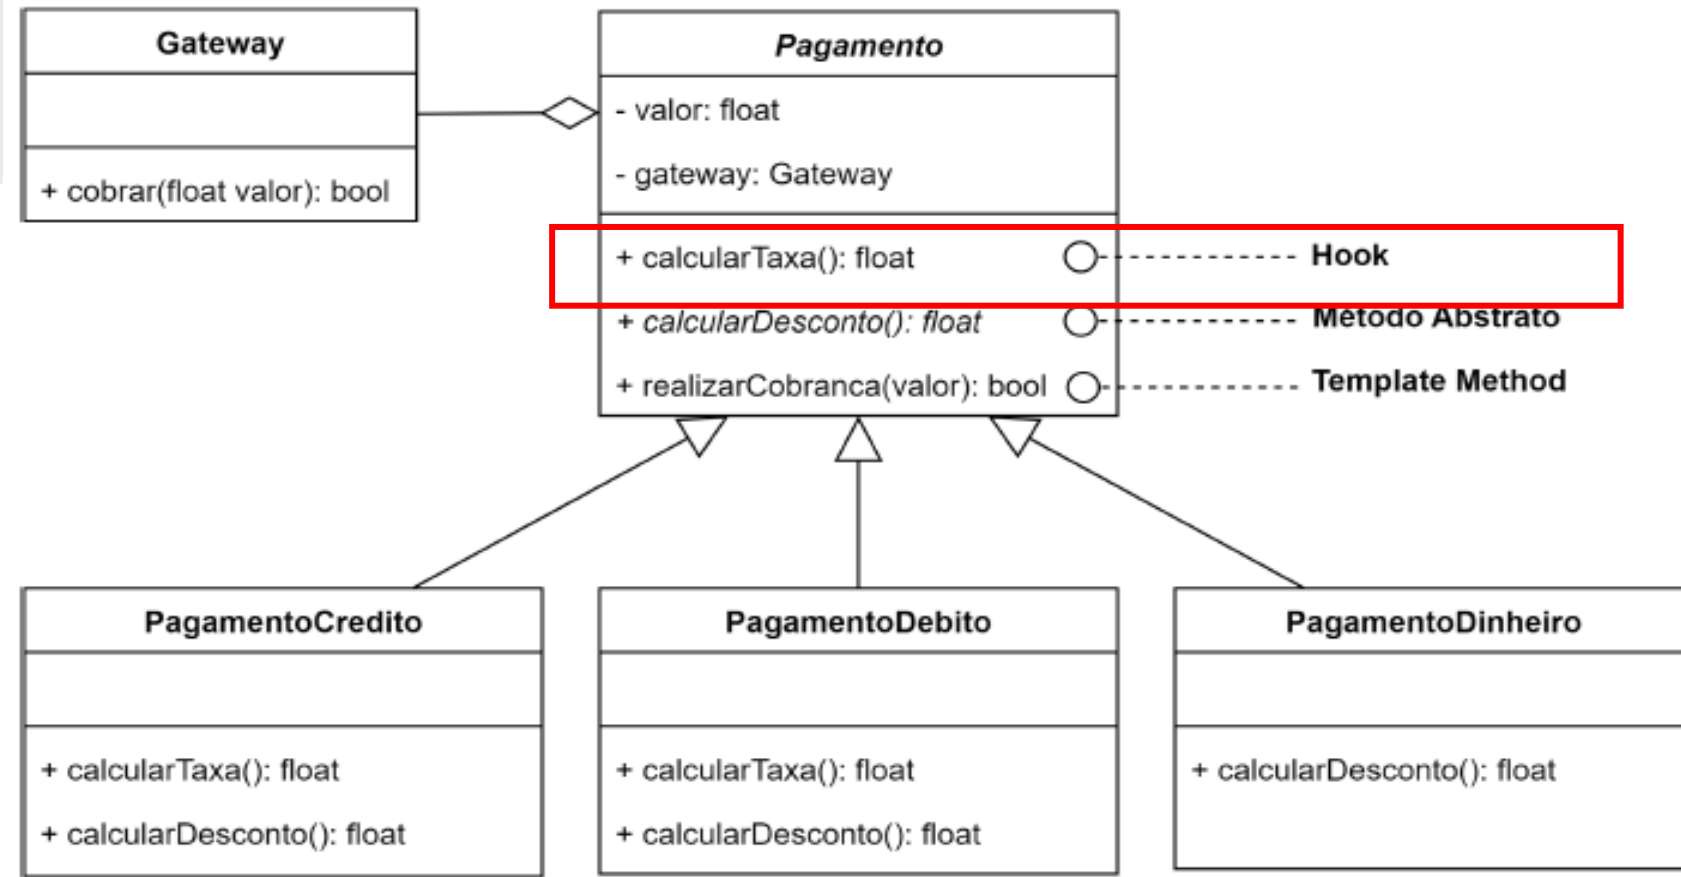 Gateway
+ cobrar(float valor): bool
Pagamento
- valor: float
- gateway: Gateway
+ calcularTaxa(): float
Hook
+ calcularDesconto(): float
Método Abstrato
+ realizarCobranca(valor): bool
Template Method
PagamentoCredito
+ calcularTaxa(): float
+ calcularDesconto(): float
PagamentoDebito
+ calcularTaxa(): float
+ calcularDesconto(): float
PagamentoDinheiro
+ calcularDesconto(): float